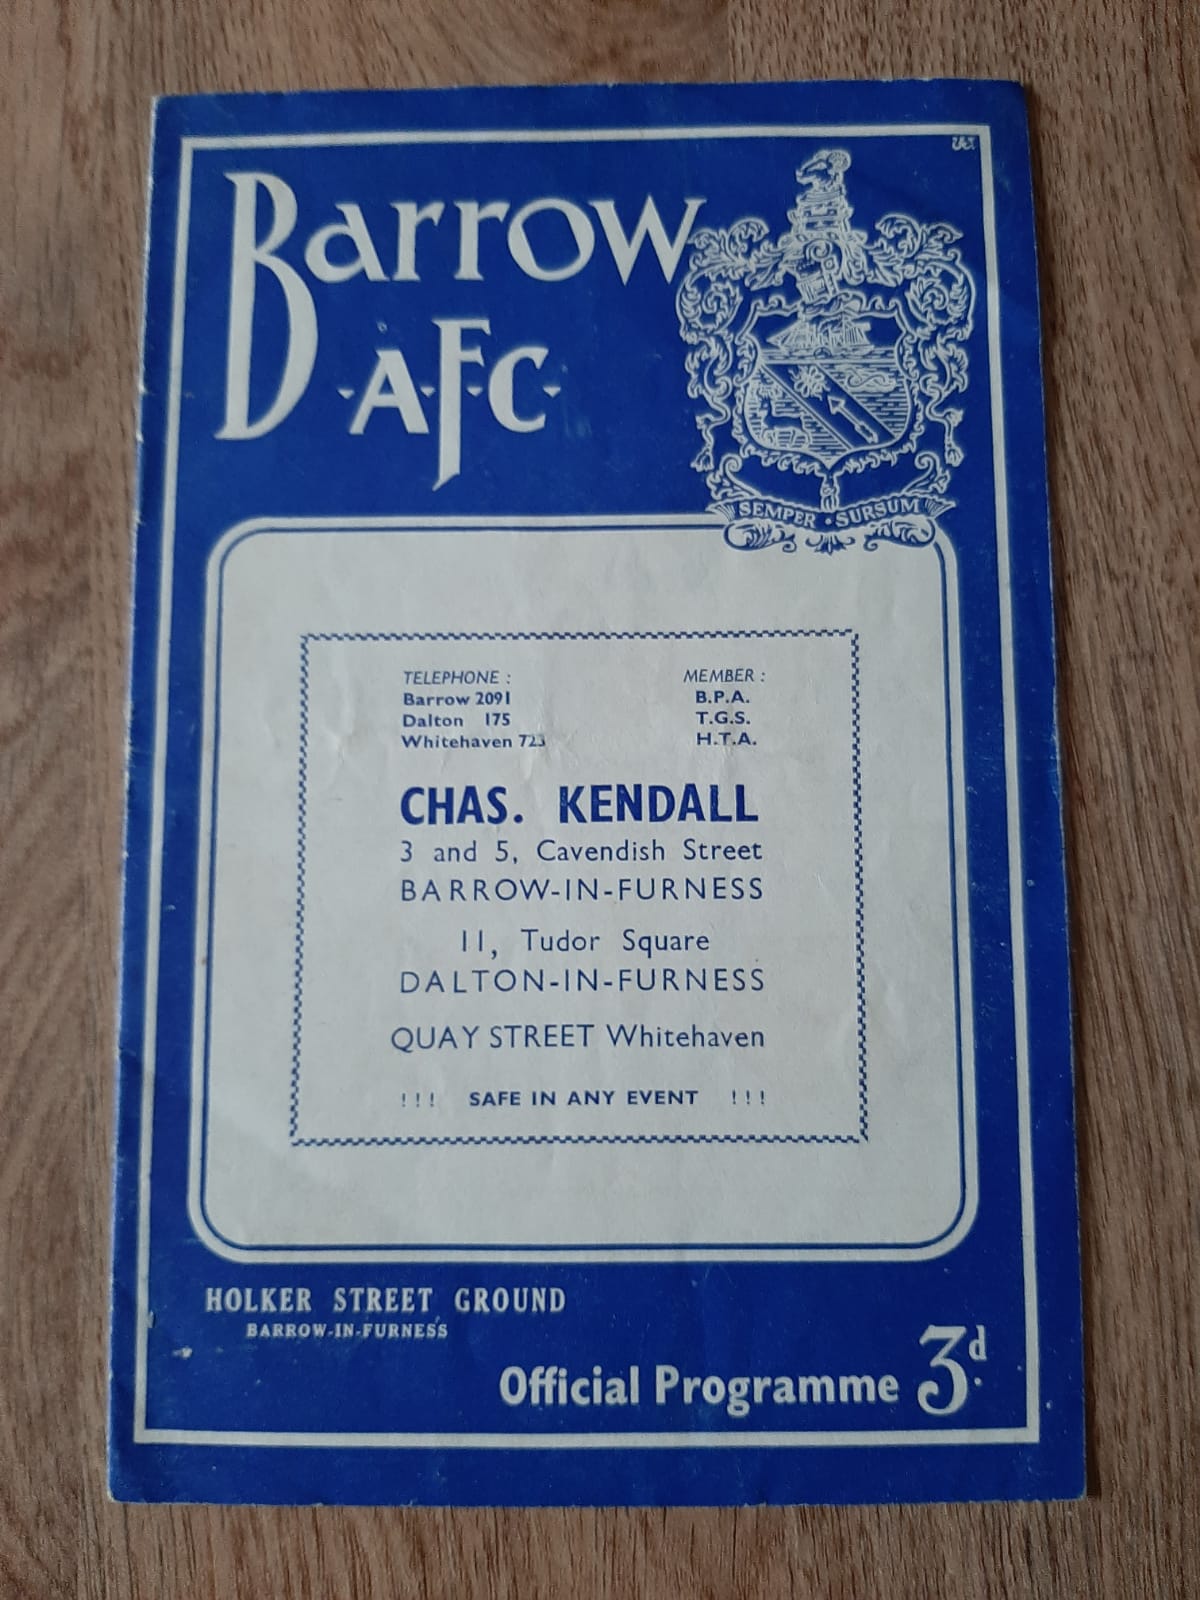 Barrow
·A·F·C·
SEMPER · SURSUM
TELEPHONE :
Barrow 2091
Dalton 175
Whitehaven 723
MEMBER :
B.P.A.
T.G.S.
H.T.A.
CHAS. KENDALL
3 and 5, Cavendish Street
BARROW-IN-FURNESS
11, Tudor Square
DALTON-IN-FURNESS
QUAY STREET Whitehaven
!!! SAFE IN ANY EVENT !!!
HOLKER STREET GROUND
BARROW-IN-FURNESS
Official Programme 3d.